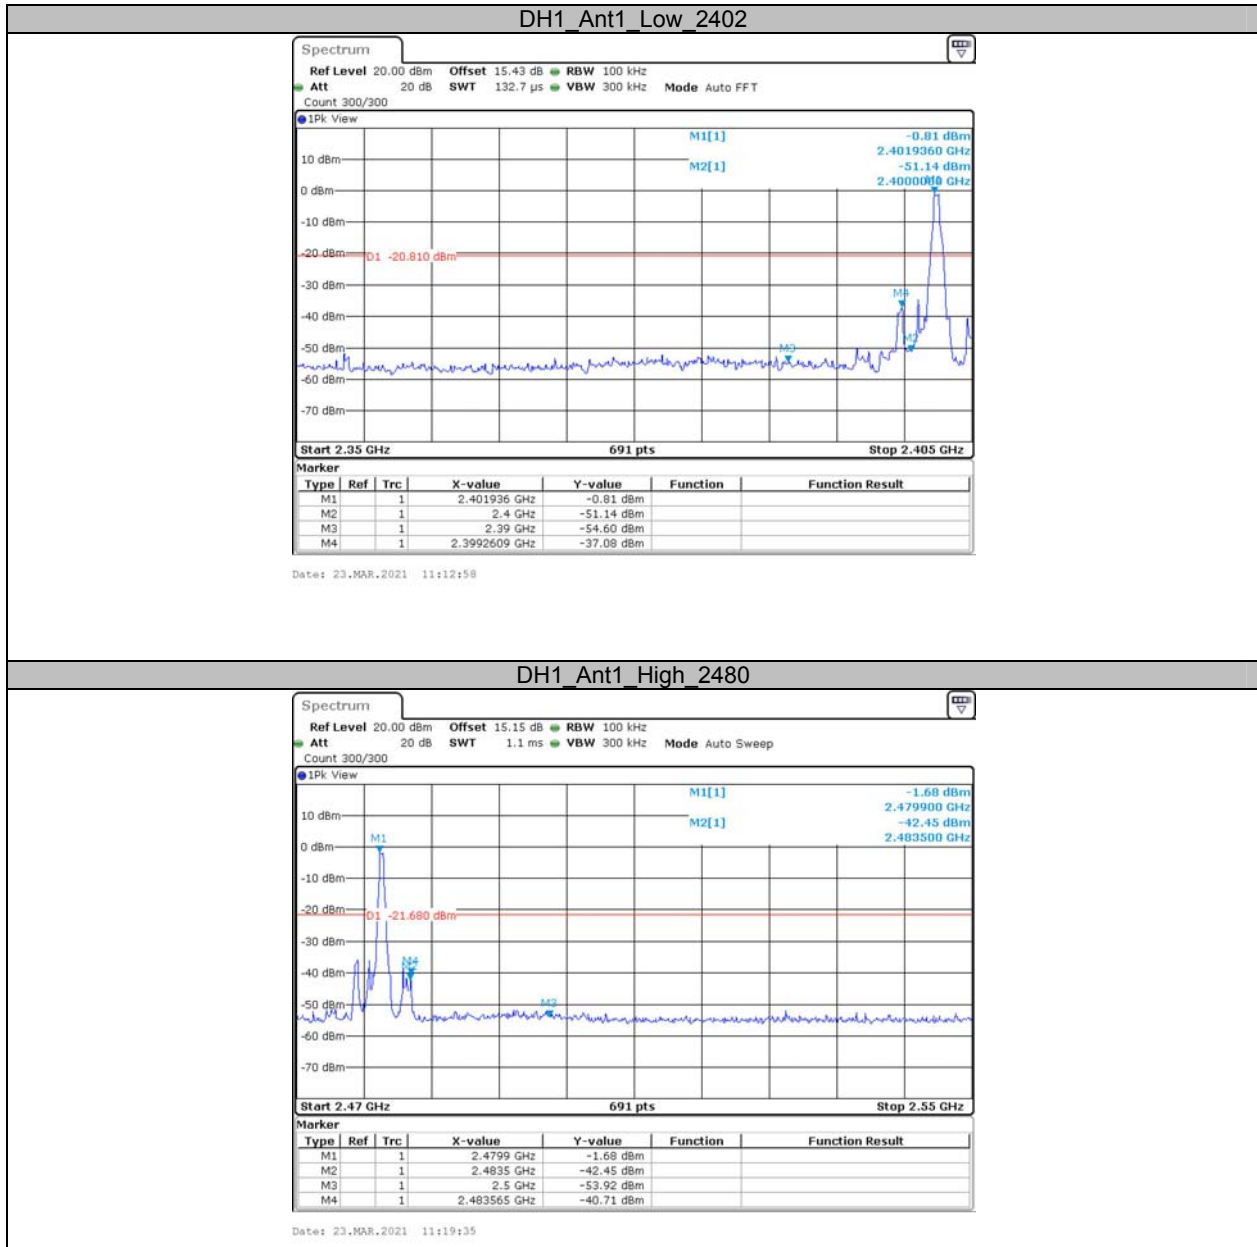 DH1_Ant1_Low_2402
Spectrum
Ref Level 20.00 dBm Offset 15.43 dB RBW 100 kHz
Att 20 dB SWT 132.7 µs VBW 300 kHz Mode Auto FFT
Count 300/300
1Pk View
M1[1] -0.81 dBm
2.4019360 GHz
M2[1] -51.14 dBm
GHz
10 dBm
0 dBm
-10 dBm
-20 dBm
D1 -20.810 dBm
-30 dBm
M4
-40 dBm
M2
-50 dBm
M3
-60 dBm
-70 dBm
Start 2.35 GHz 691 pts Stop 2.405 GHz
Marker
Type Ref Trc X-value Y-value Function Function Result
M1 1 2.401936 GHz -0.81 dBm
M2 1 2.4 GHz -51.14 dBm
M3 1 2.39 GHz -54.60 dBm
M4 1 2.3992609 GHz -37.08 dBm
Date: 23.MAR.2021 11:12:58
DH1_Ant1_High_2480
Spectrum
Ref Level 20.00 dBm Offset 15.15 dB RBW 100 kHz
Att 20 dB SWT 1.1 ms VBW 300 kHz Mode Auto Sweep
Count 300/300
1Pk View
M1[1] -1.68 dBm
2.479900 GHz
M2[1] -42.45 dBm
2.483500 GHz
10 dBm
M1
0 dBm
-10 dBm
-20 dBm
D1 -21.680 dBm
-30 dBm
M4
-40 dBm
-50 dBm
M3
-60 dBm
-70 dBm
Start 2.47 GHz 691 pts Stop 2.55 GHz
Marker
Type Ref Trc X-value Y-value Function Function Result
M1 1 2.4799 GHz -1.68 dBm
M2 1 2.4835 GHz -42.45 dBm
M3 1 2.5 GHz -53.92 dBm
M4 1 2.483565 GHz -40.71 dBm
Date: 23.MAR.2021 11:19:35